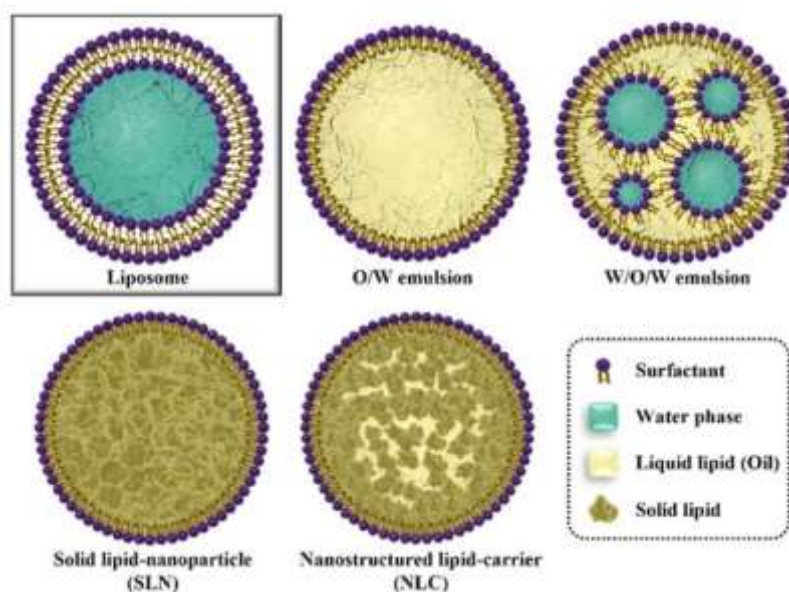 Liposome
O/W emulsion
W/O/W emulsion
Solid lipid-nanoparticle
(SLN)
Nanostructured lipid-carrier
(NLC)
Surfactant
Water phase
Liquid lipid (Oil)
Solid lipid